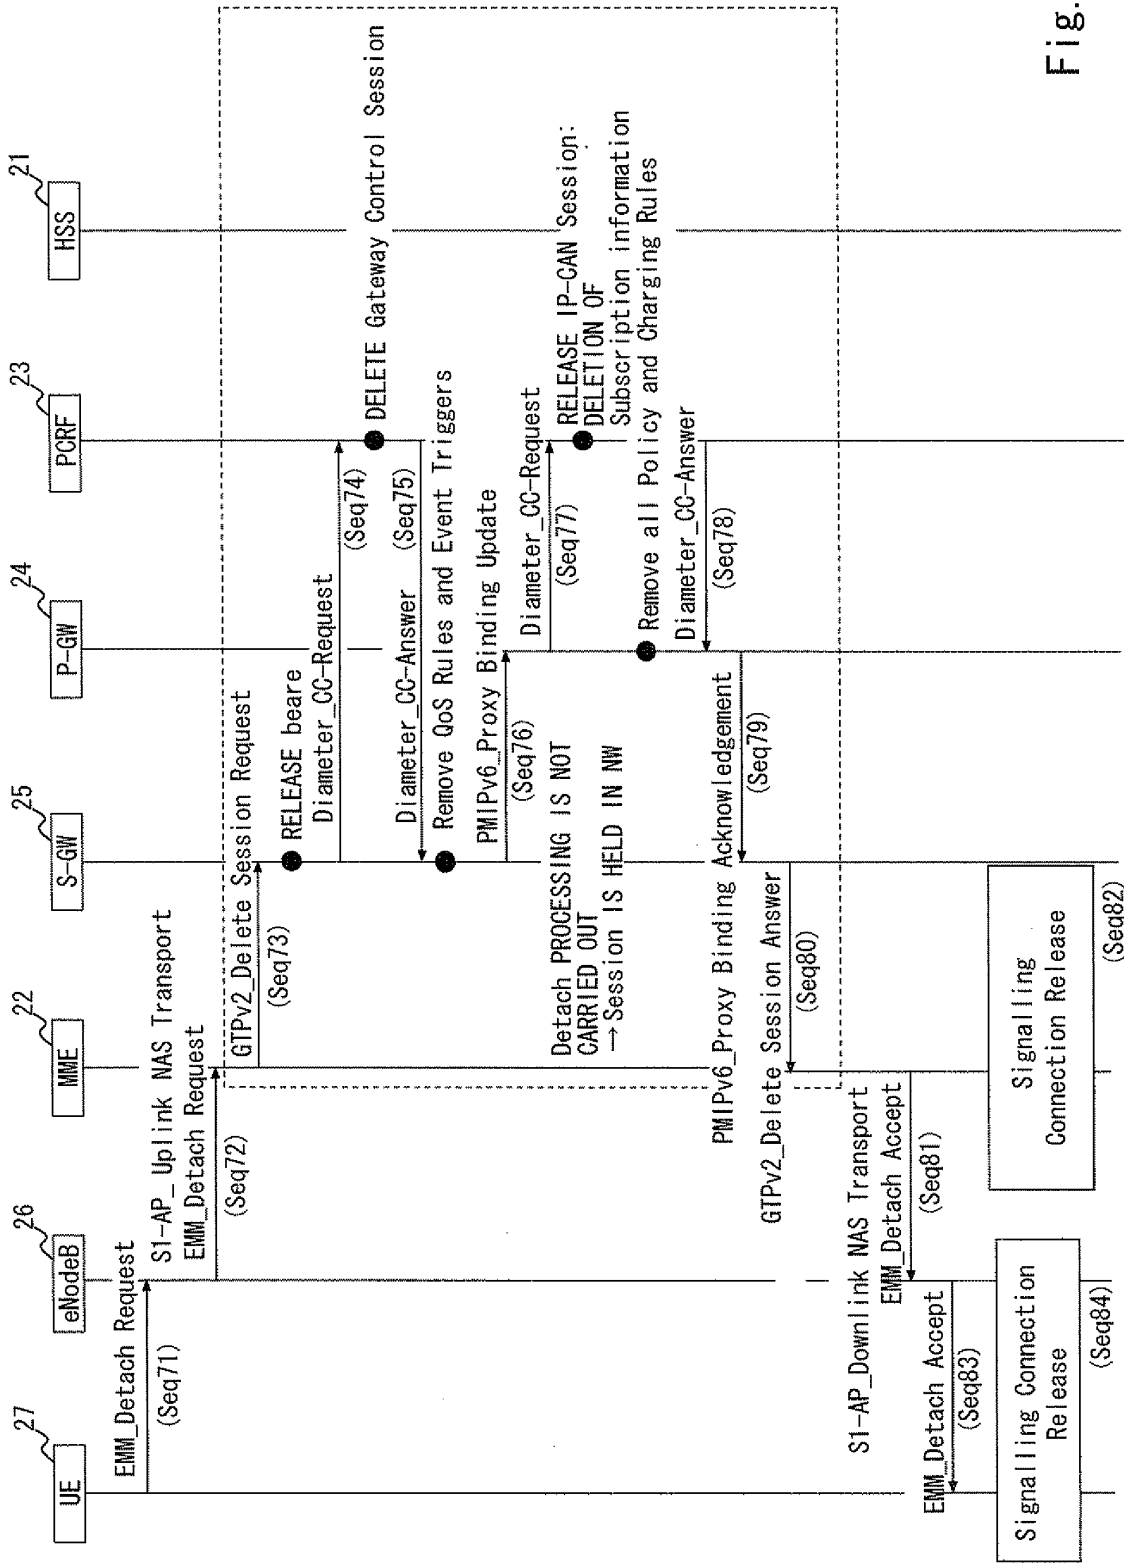 27
UE
26
eNodeB
22
MME
25
S-GW
24
P-GW
23
PCRF
21
HSS
EMM_Detach Request
(Seq71)
S1-AP_Uplink NAS Transport
EMM_Detach Request
(Seq72)
GTPv2_Delete Session Request
(Seq73)
RELEASE beare
Diameter_CC-Request
(Seq74)
DELETE Gateway Control Session
Diameter_CC-Answer
(Seq75)
Remove QoS Rules and Event Triggers
PMIPv6_Proxy Binding Update
(Seq76)
Diameter_CC-Request
(Seq77)
Detach PROCESSING IS NOT
CARRIED OUT
→Session IS HELD IN NW
RELEASE IP-CAN Session:
DELETION OF
Subscription information
Remove all Policy and Charging Rules
Diameter_CC-Answer
(Seq78)
PMIPv6_Proxy Binding Acknowledgement
(Seq79)
GTPv2_Delete Session Answer
(Seq80)
S1-AP_Downlink NAS Transport
EMM_Detach Accept
(Seq81)
EMM_Detach Accept
(Seq83)
Signalling
Connection Release
(Seq82)
Signalling Connection
Release
(Seq84)
Fig.